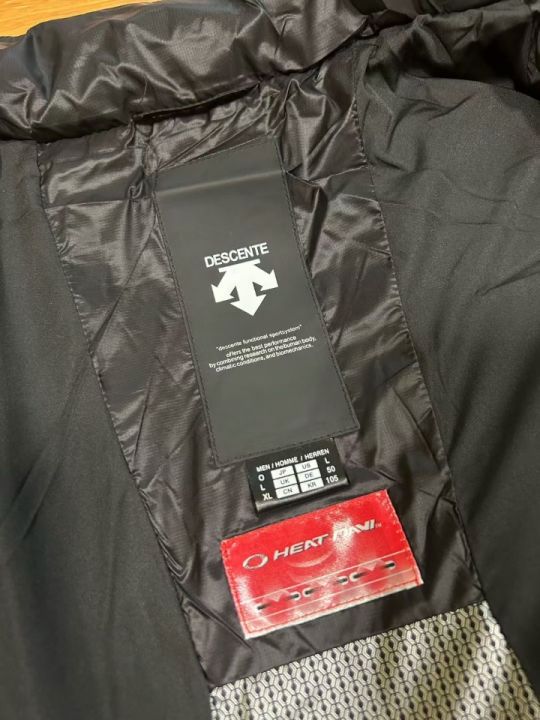 DESCENTE
"descente functional sportsystem"
offers the best performance
by combining research on the human body,
climatic conditions, and biomechanics.
MEN / HOMME / HERREN
O JP US L
L UK DE 50
XL CN KR 105
HEAT NAVI TM